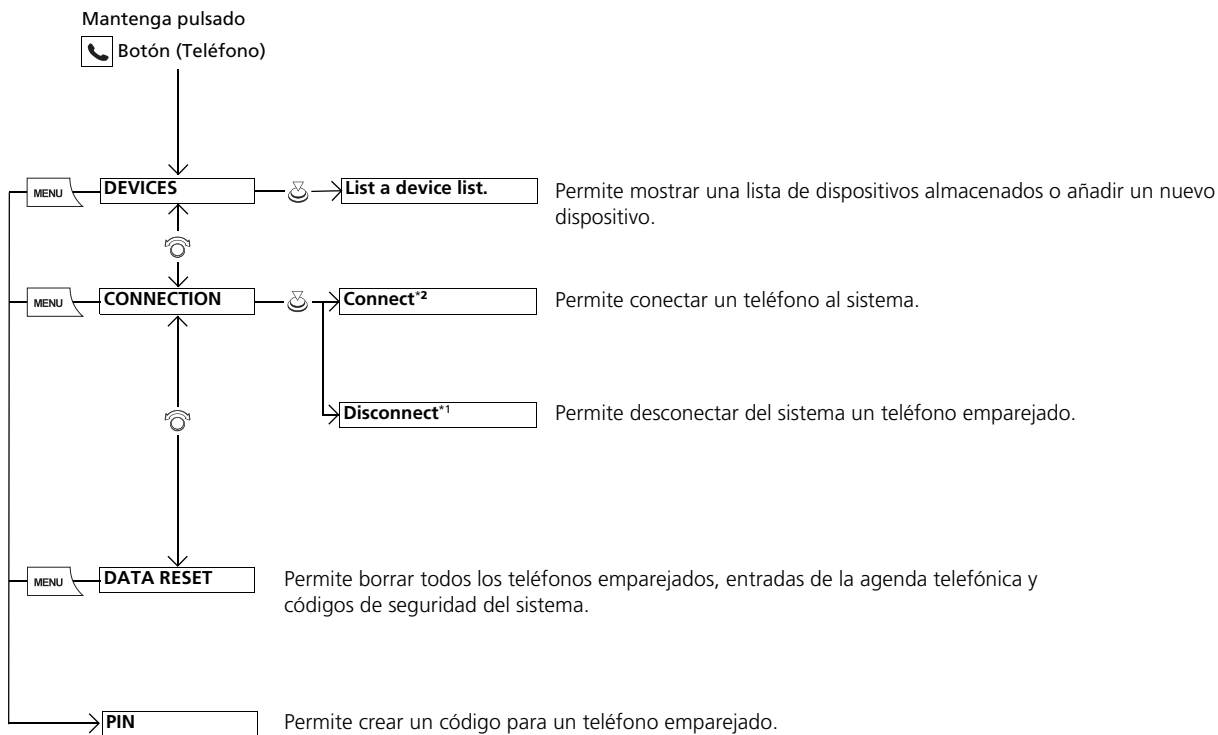 Mantenga pulsado
Botón (Teléfono)
MENU DEVICES List a device list. Permite mostrar una lista de dispositivos almacenados o añadir un nuevo
dispositivo.
MENU CONNECTION Connect*2 Permite conectar un teléfono al sistema.
Disconnect*1 Permite desconectar del sistema un teléfono emparejado.
MENU DATA RESET Permite borrar todos los teléfonos emparejados, entradas de la agenda telefónica y
códigos de seguridad del sistema.
PIN Permite crear un código para un teléfono emparejado.